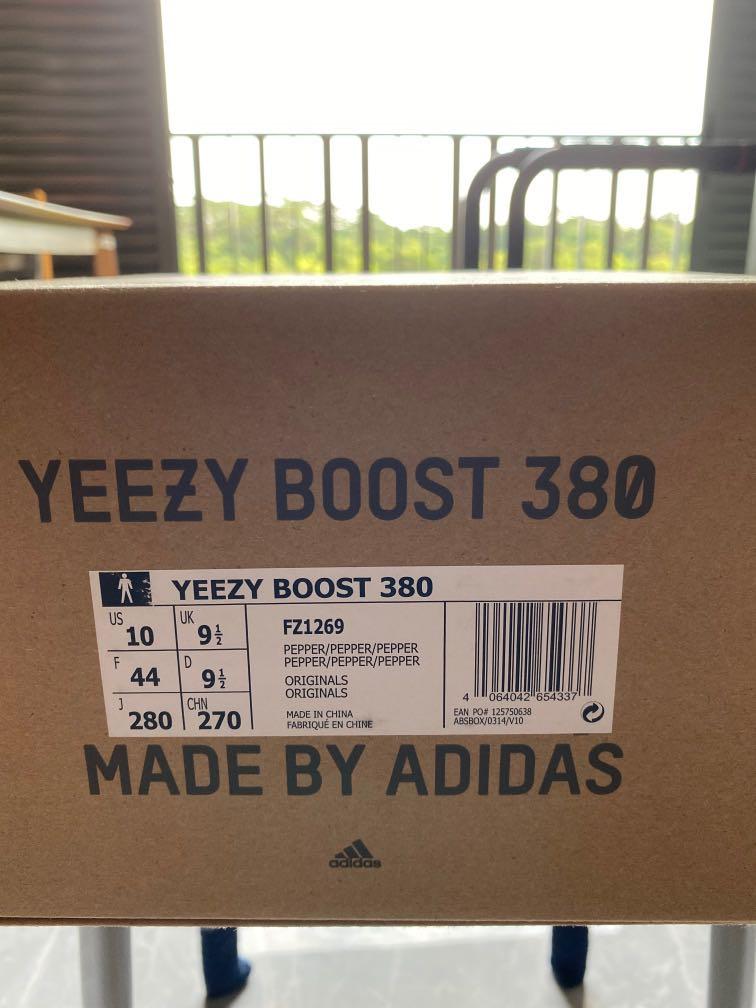 YEEZY BOOST 380
YEEZY BOOST 380
US 10 UK 9½
F 44 D 9½
J 280 CHN 270
FZ1269
PEPPER/PEPPER/PEPPER
PEPPER/PEPPER/PEPPER
ORIGINALS
ORIGINALS
MADE IN CHINA
FABRIQUÉ EN CHINE
4 064042 654337
EAN PO# 125750638
ABSBOX/0314/V10
MADE BY ADIDAS
adidas